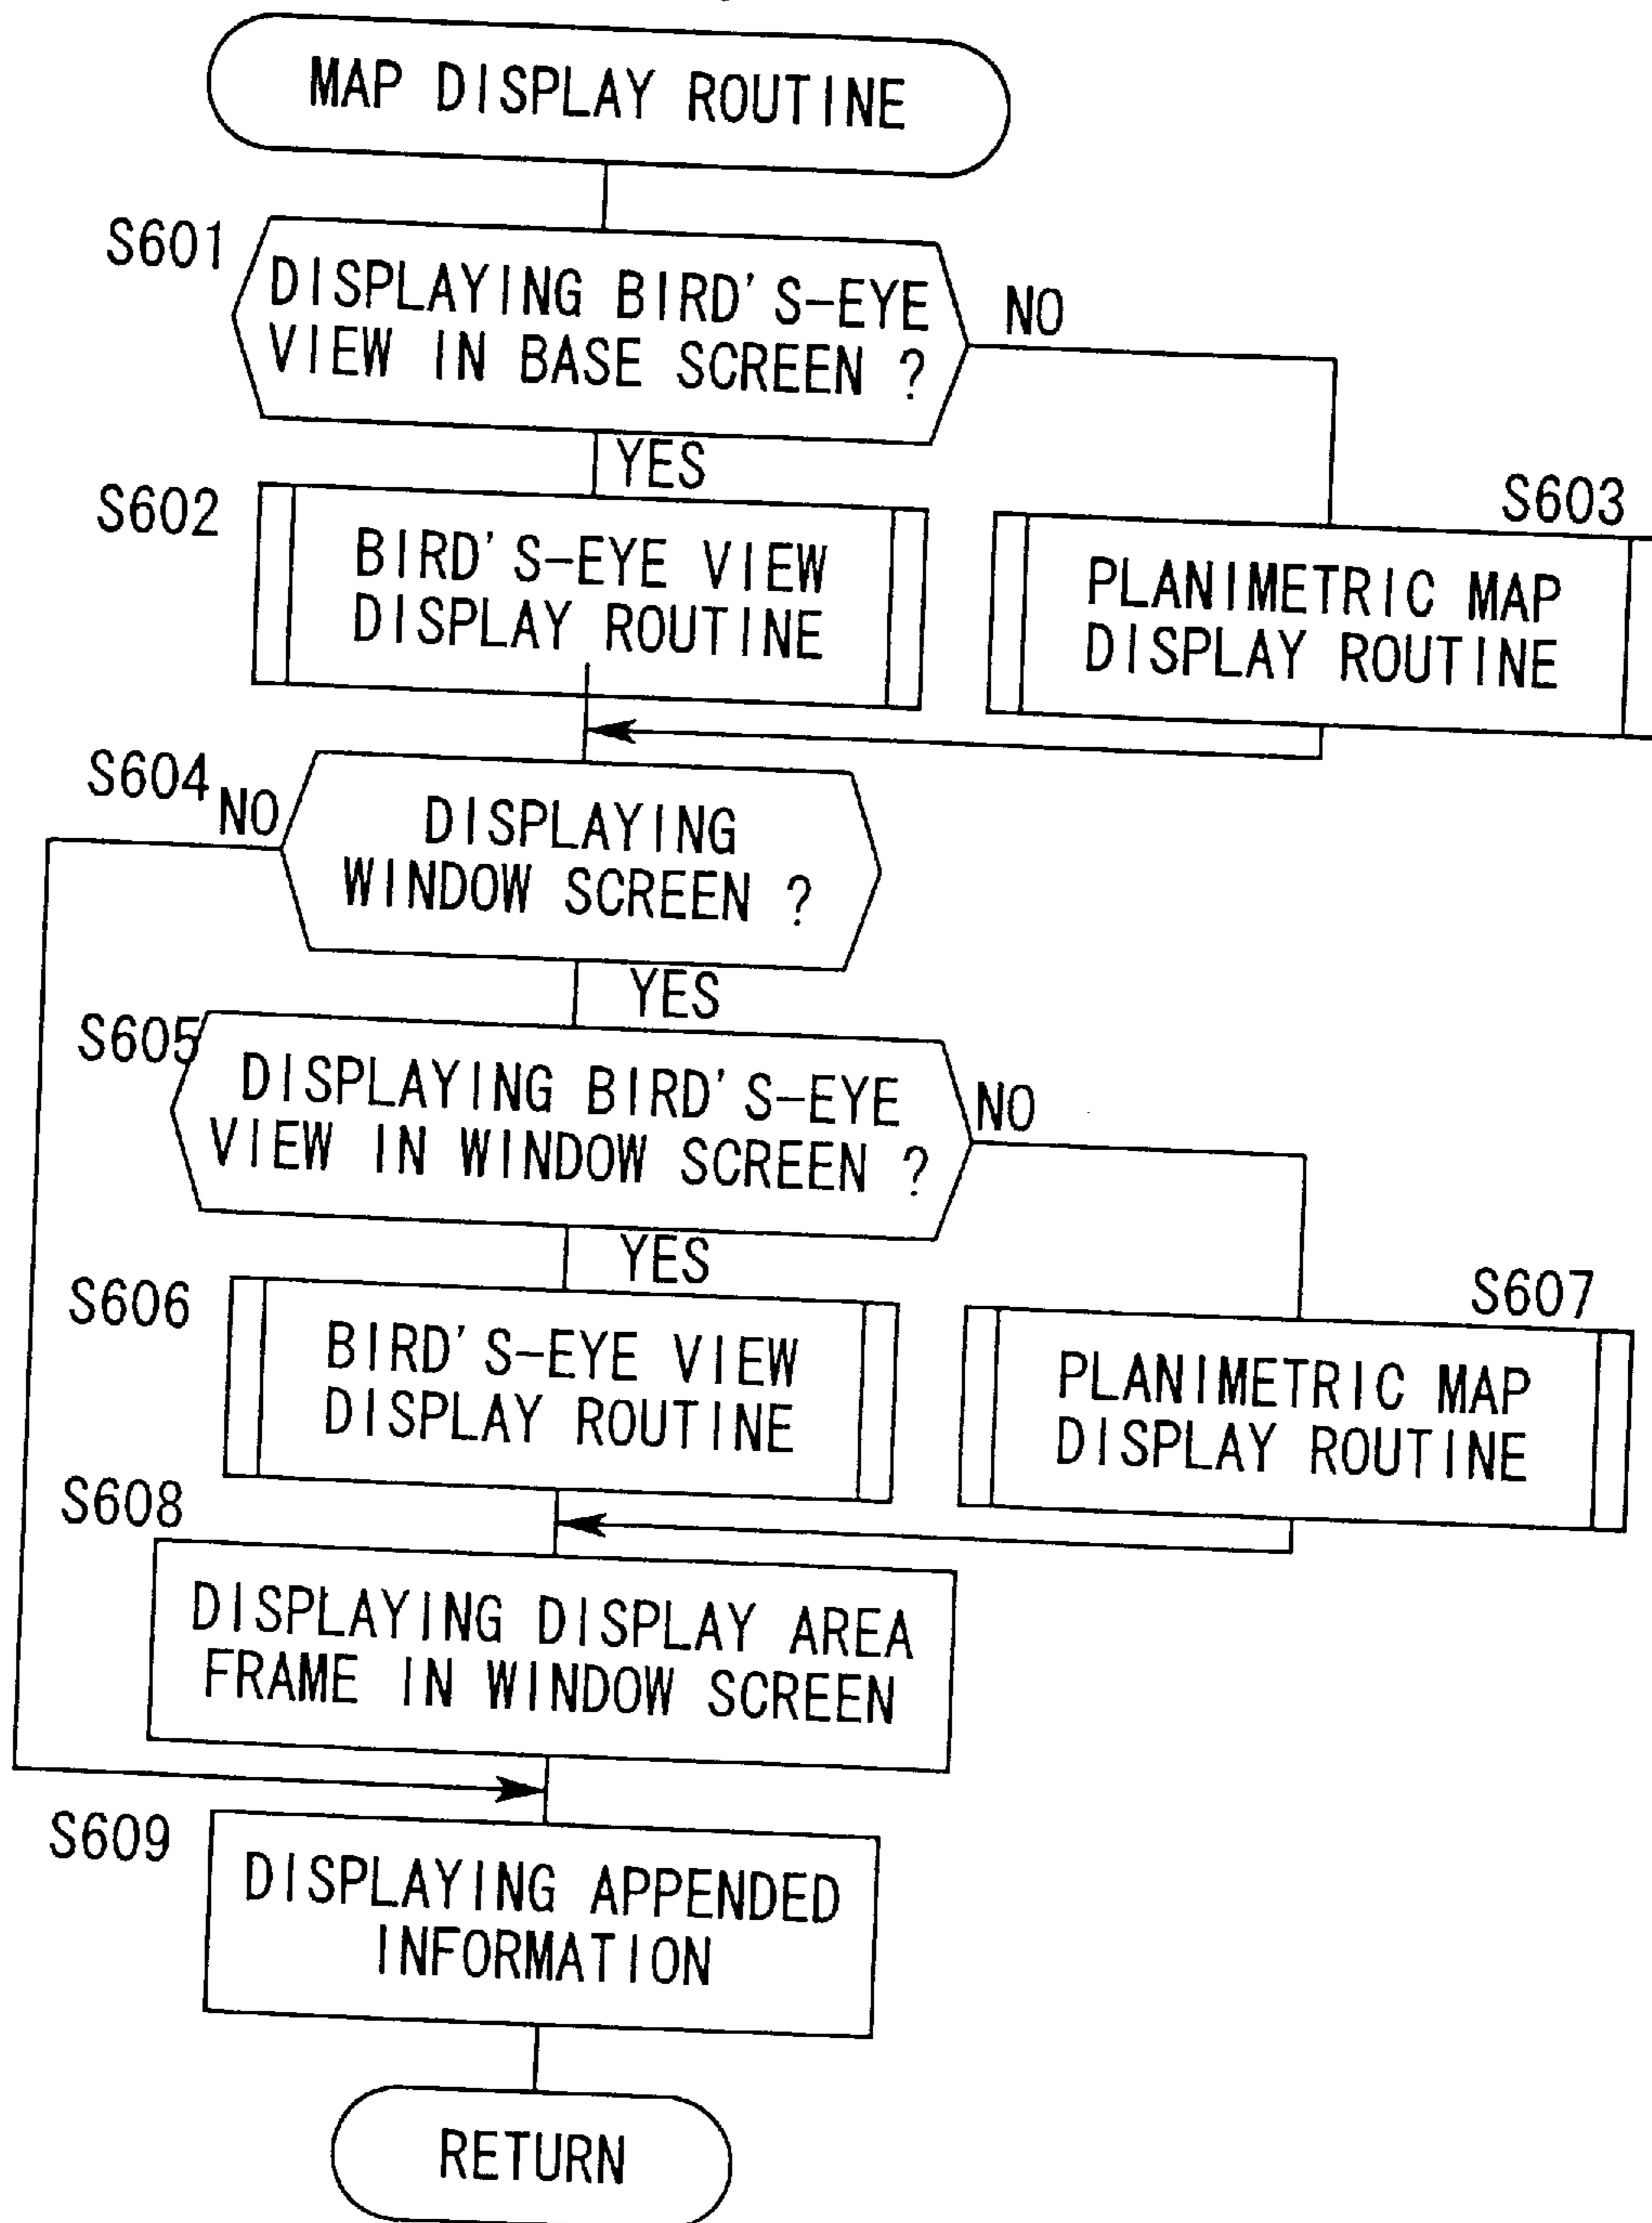 MAP DISPLAY ROUTINE
S601
DISPLAYING BIRD'S-EYE
VIEW IN BASE SCREEN ?
NO
YES
S602
BIRD'S-EYE VIEW
DISPLAY ROUTINE
S603
PLANIMETRIC MAP
DISPLAY ROUTINE
S604
NO
DISPLAYING
WINDOW SCREEN ?
YES
S605
DISPLAYING BIRD'S-EYE
VIEW IN WINDOW SCREEN ?
NO
YES
S606
BIRD'S-EYE VIEW
DISPLAY ROUTINE
S607
PLANIMETRIC MAP
DISPLAY ROUTINE
S608
DISPLAYING DISPLAY AREA
FRAME IN WINDOW SCREEN
S609
DISPLAYING APPENDED
INFORMATION
RETURN